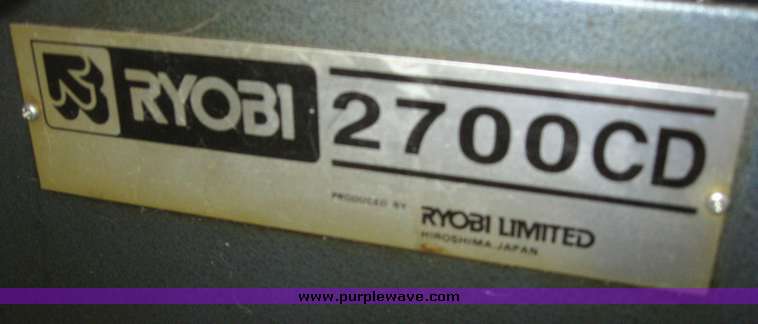 RYOBI 2700CD
PRODUCED BY RYOBI LIMITED
HIROSHIMA, JAPAN
www.purplewave.com